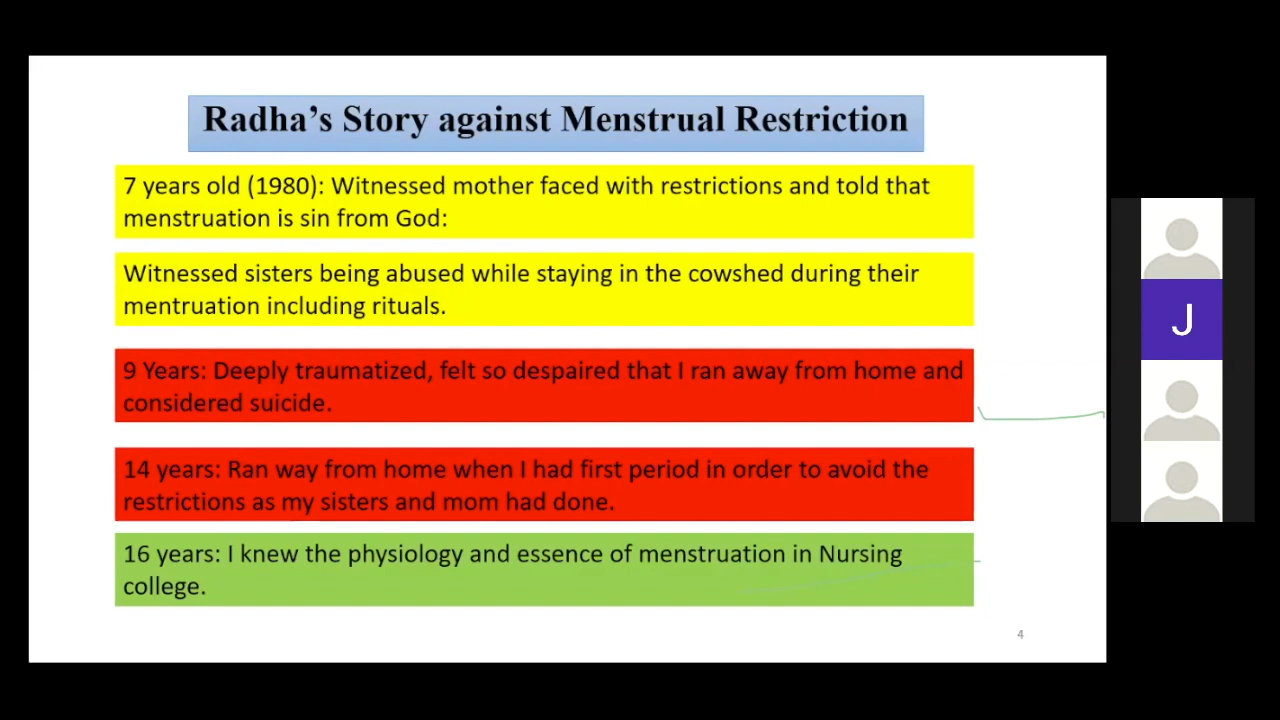 Radha’s Story against Menstrual Restriction
7 years old (1980): Witnessed mother faced with restrictions and told that
menstruation is sin from God:
Witnessed sisters being abused while staying in the cowshed during their
mentruation including rituals.
9 Years: Deeply traumatized, felt so despaired that I ran away from home and
considered suicide.
14 years: Ran way from home when I had first period in order to avoid the
restrictions as my sisters and mom had done.
16 years: I knew the physiology and essence of menstruation in Nursing
college.
4
J